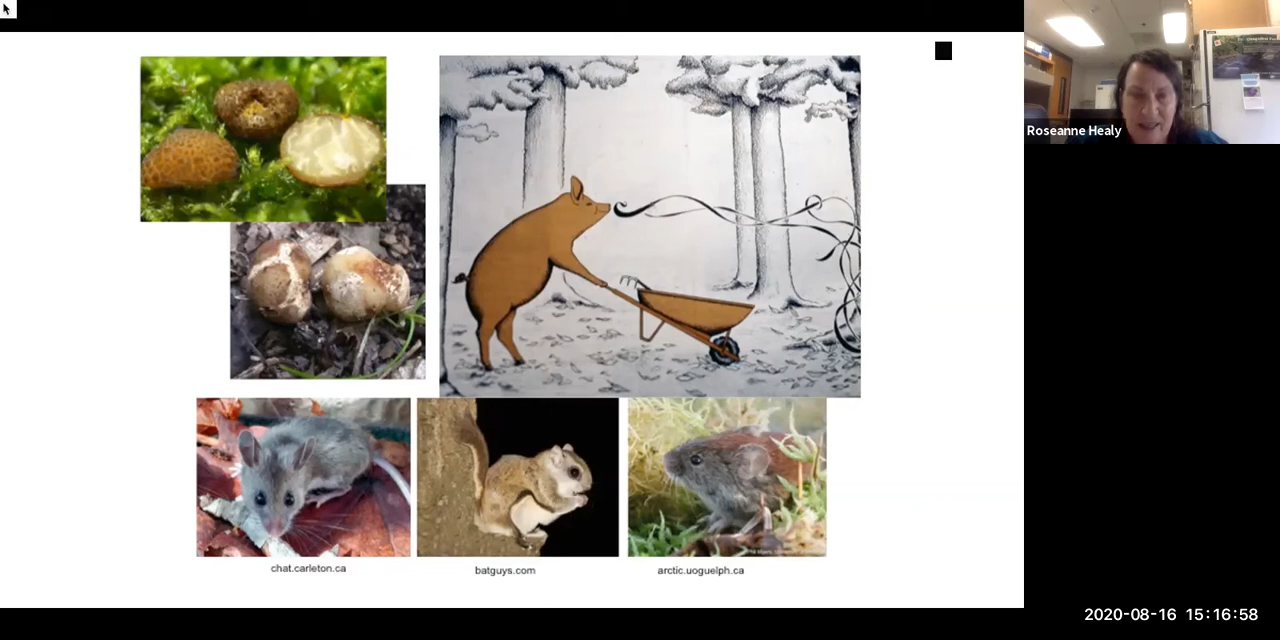 Roseanne Healy
chat.carleton.ca
batguys.com
arctic.uoguelph.ca
2020-08-16 15:16:58